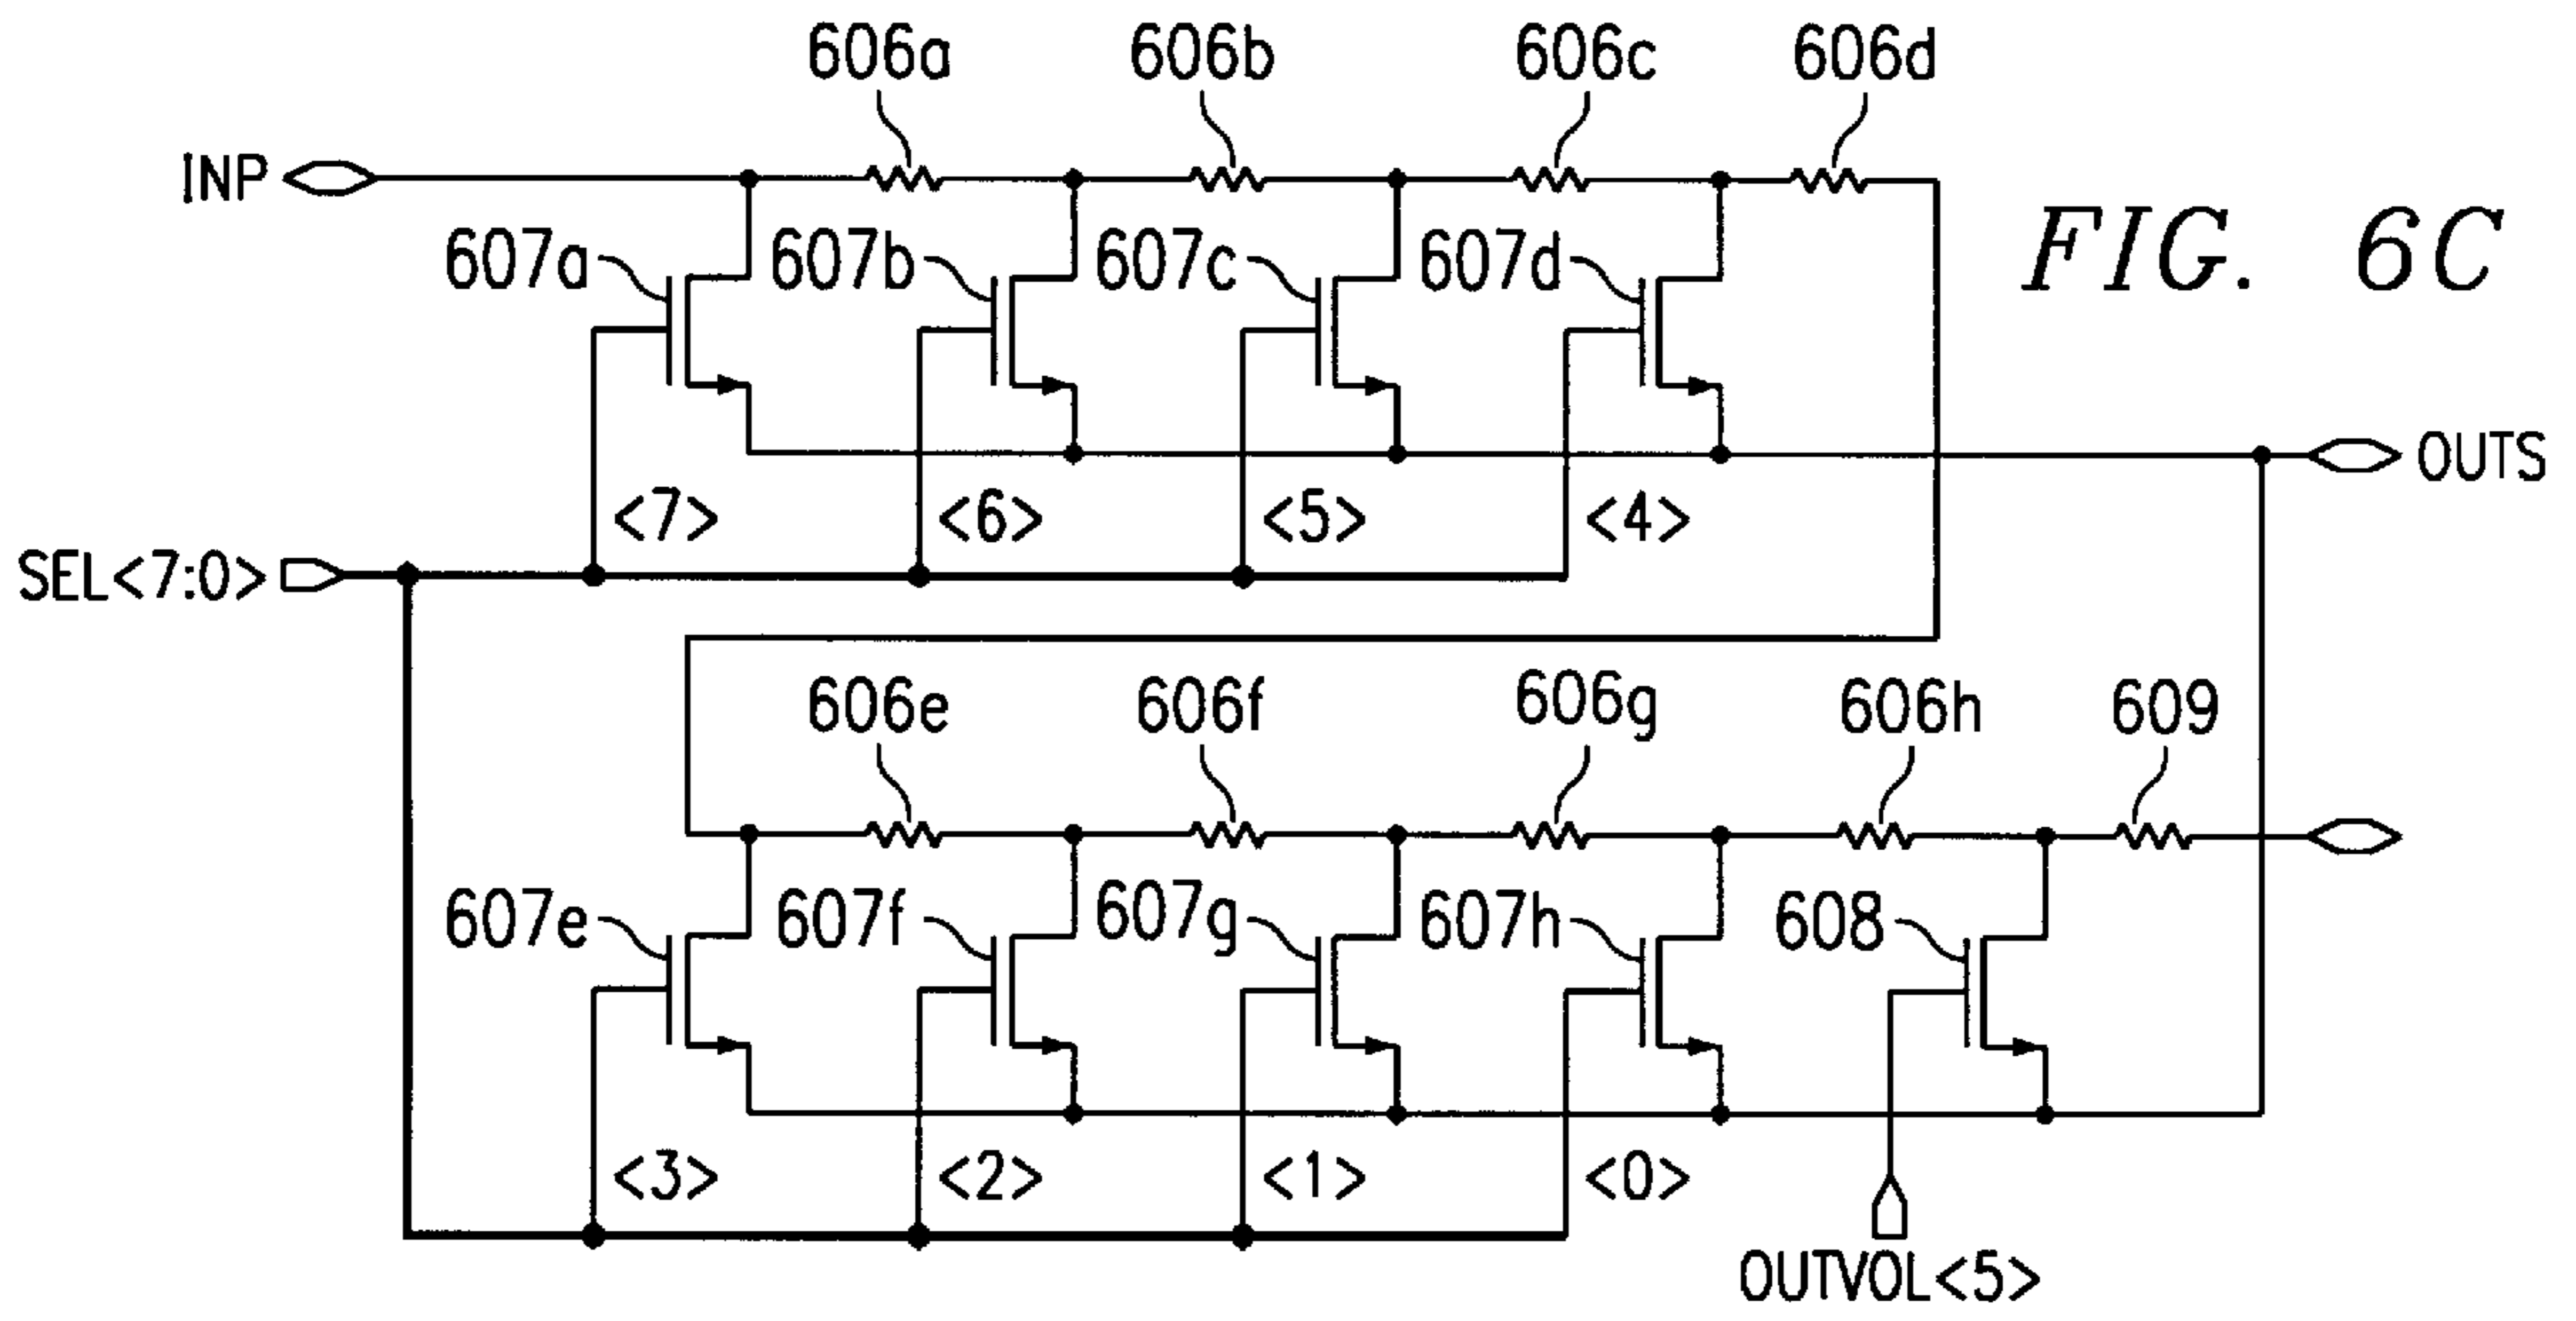 606a 606b 606c 606d
INP
607a 607b 607c 607d
FIG. 6C
OUTS
<7> <6> <5> <4>
SEL<7:0>
606e 606f 606g 606h 609
607e 607f 607g 607h 608
<3> <2> <1> <0>
OUTVOL<5>